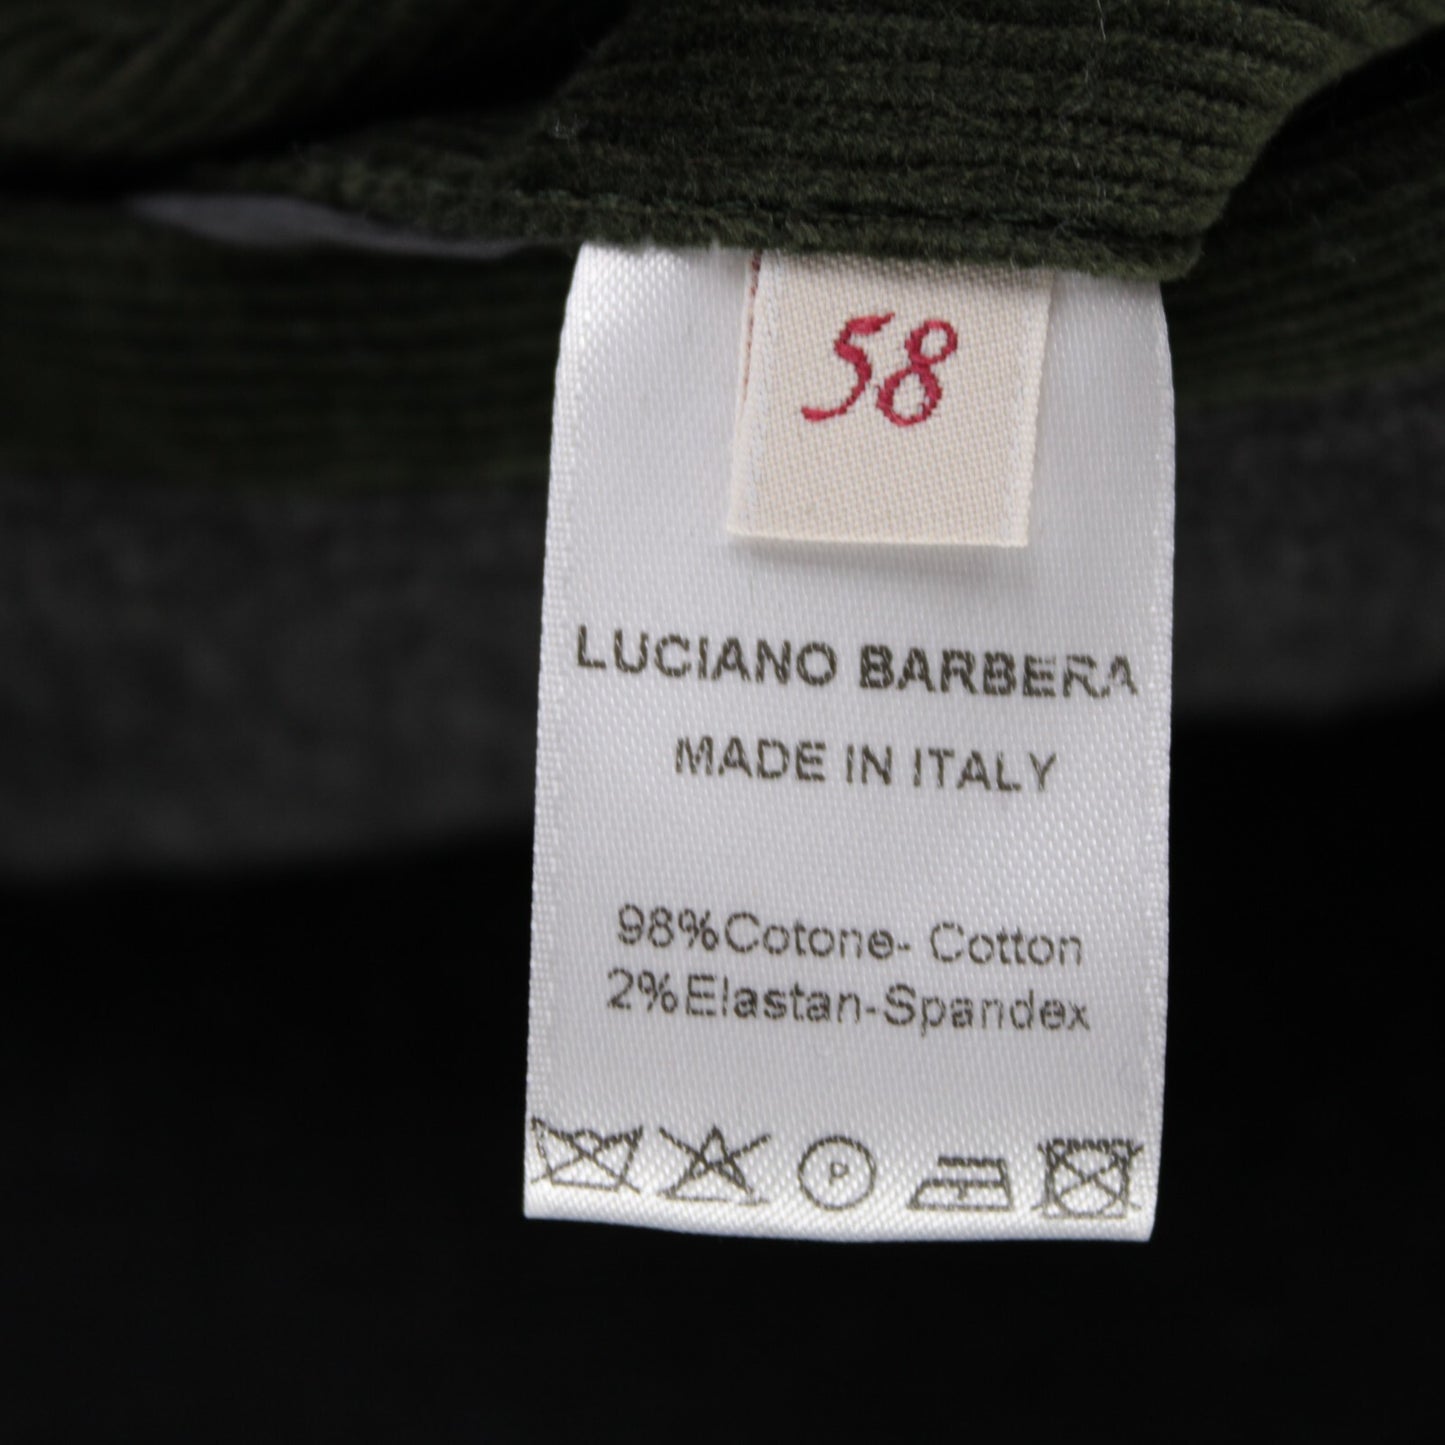 58
LUCIANO BARBERA
MADE IN ITALY
98%Cotone- Cotton
2%Elastan-Spandex
P